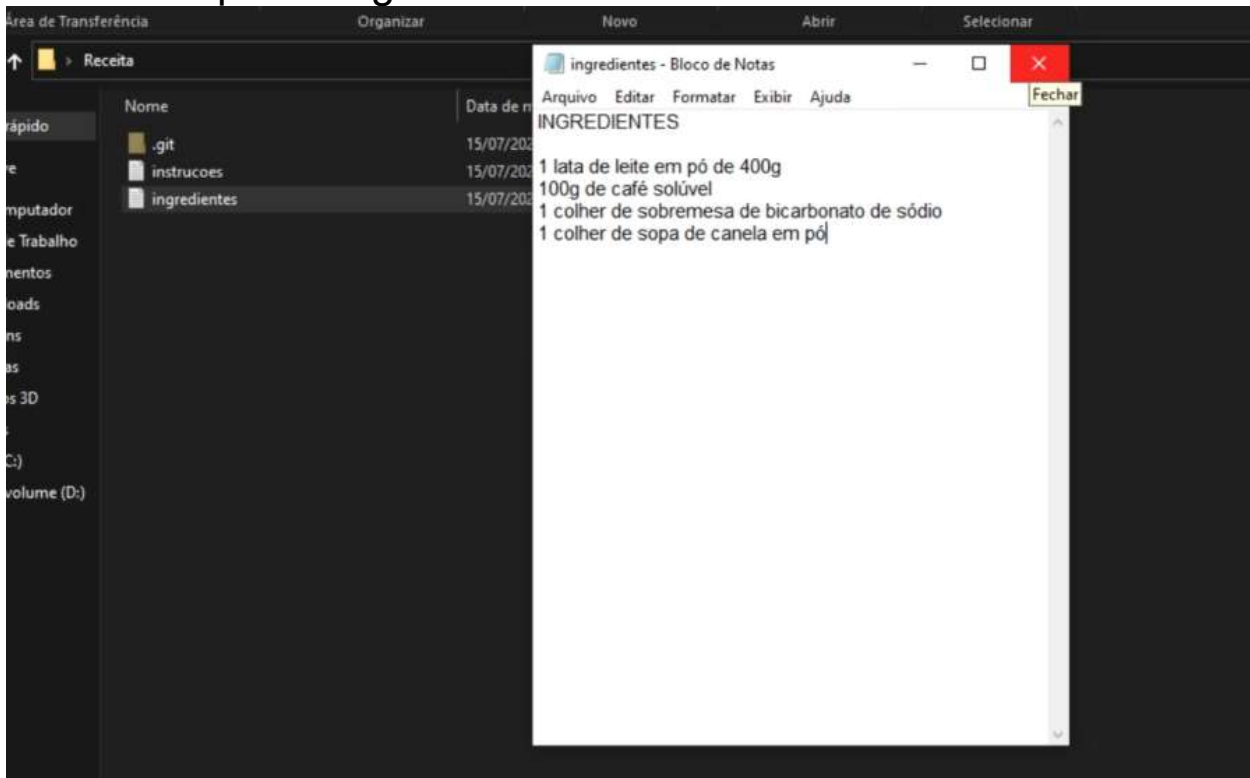 Área de Transferência Organizar Novo Abrir Selecionar
Receita
ingredientes - Bloco de Notas
Arquivo Editar Formatar Exibir Ajuda
Fechar
INGREDIENTES
1 lata de leite em pó de 400g
100g de café solúvel
1 colher de sobremesa de bicarbonato de sódio
1 colher de sopa de canela em pó
Nome Data de
rápido
.git 15/07/202
instrucoes 15/07/202
ingredientes 15/07/202
mputador
e Trabalho
mentos
oads
ns
as
os 3D
C:)
volume (D:)